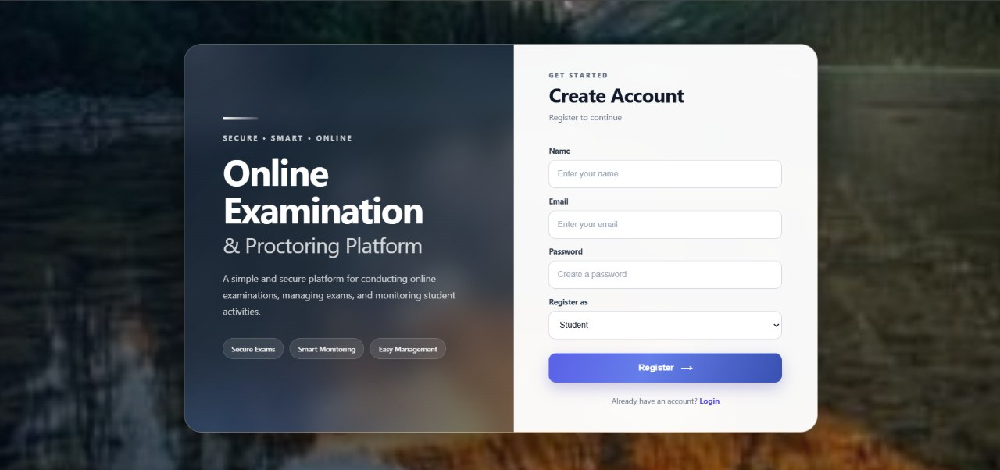 SECURE • SMART • ONLINE
Online
Examination
& Proctoring Platform
A simple and secure platform for conducting online
examinations, managing exams, and monitoring student
activities.
Secure Exams
Smart Monitoring
Easy Management
GET STARTED
Create Account
Register to continue
Name
Enter your name
Email
Enter your email
Password
Create a password
Register as
Student
Register →
Already have an account? Login